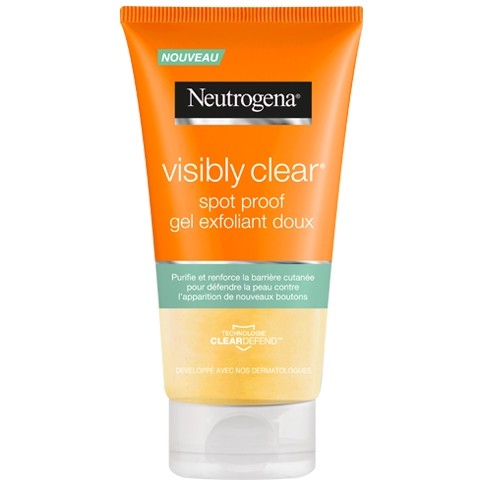 NOUVEAU
Neutrogena®
visibly clear®
spot proof
gel exfoliant doux
Purifie et renforce la barrière cutanée
pour défendre la peau contre
l'apparition de nouveaux boutons
TECHNOLOGIE
CLEARDEFEND™
DÉVELOPPÉ AVEC NOS DERMATOLOGUES